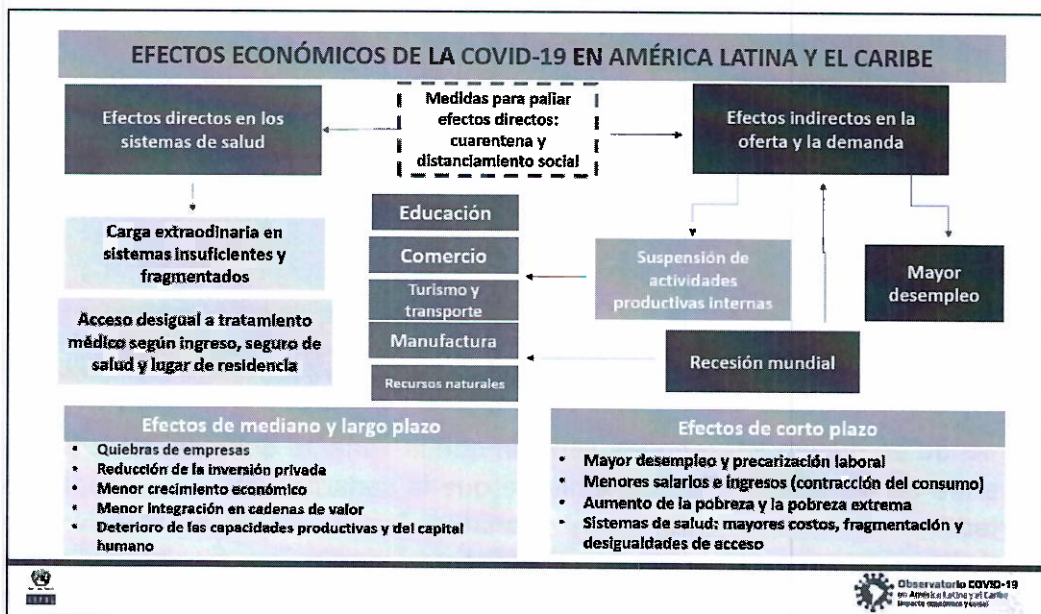 EFECTOS ECONÓMICOS DE LA COVID-19 EN AMÉRICA LATINA Y EL CARIBE
Efectos directos en los
sistemas de salud
Medidas para paliar
efectos directos:
cuarentena y
distanciamiento social
Efectos indirectos en la
oferta y la demanda
Carga extraodinaria en
sistemas insuficientes y
fragmentados
Acceso desigual a tratamiento
médico según ingreso, seguro de
salud y lugar de residencia
Educación
Comercio
Turismo y
transporte
Manufactura
Recursos naturales
Suspensión de
actividades
productivas internas
Mayor
desempleo
Recesión mundial
Efectos de mediano y largo plazo
• Quiebras de empresas
• Reducción de la inversión privada
• Menor crecimiento económico
• Menor integración en cadenas de valor
• Deterioro de las capacidades productivas y del capital
humano
Efectos de corto plazo
• Mayor desempleo y precarización laboral
• Menores salarios e ingresos (contracción del consumo)
• Aumento de la pobreza y la pobreza extrema
• Sistemas de salud: mayores costos, fragmentación y
desigualdades de acceso
CEPAL
Observatorio COVID-19
en América Latina y el Caribe
Impacto económico y social